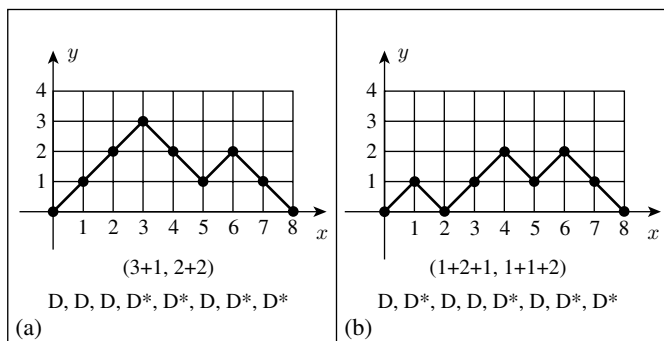 y
4
3
2
1
1 2 3 4 5 6 7 8
x
(3+1, 2+2)
D, D, D, D*, D*, D, D*, D*
(a)
y
4
3
2
1
1 2 3 4 5 6 7 8
x
(1+2+1, 1+1+2)
D, D*, D, D, D*, D, D*, D*
(b)